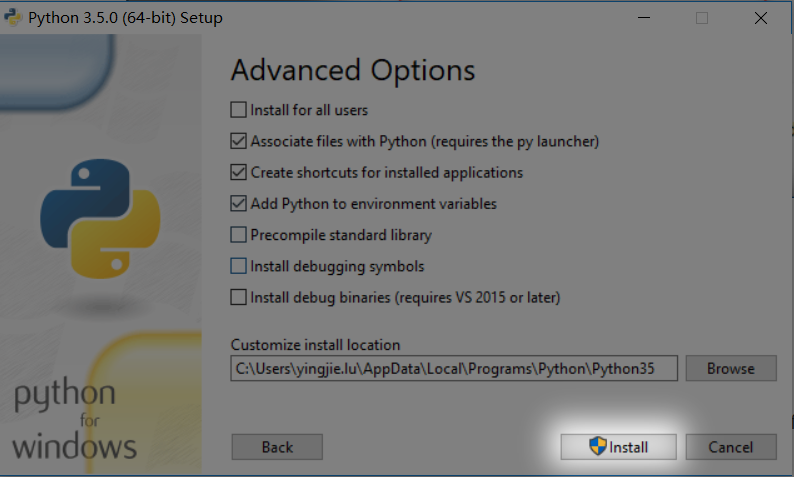 Python 3.5.0 (64-bit) Setup
Advanced Options
Install for all users
Associate files with Python (requires the py launcher)
Create shortcuts for installed applications
Add Python to environment variables
Precompile standard library
Install debugging symbols
Install debug binaries (requires VS 2015 or later)
Customize install location
C:\Users\yingjie.lu\AppData\Local\Programs\Python\Python35
Browse
python
for
windows
Back
Install
Cancel